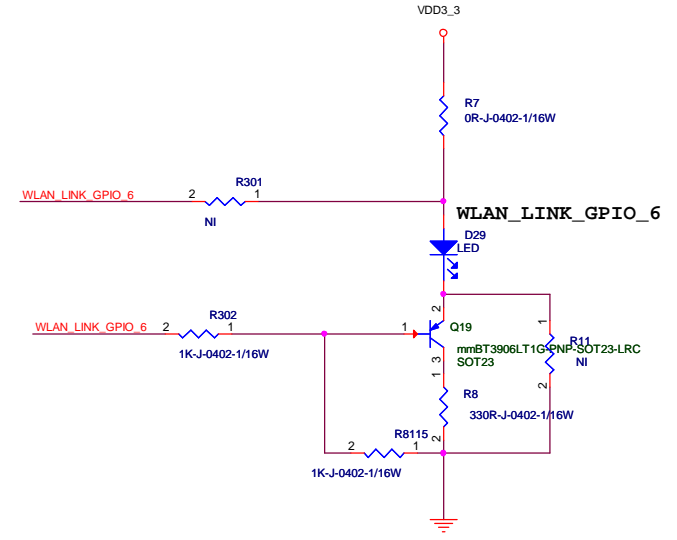 VDD3_3
R7
0R-J-0402-1/16W
R301
WLAN_LINK_GPIO_6
2
1
NI
WLAN_LINK_GPIO_6
D29
LED
2
R302
WLAN_LINK_GPIO_6
2
1
1
Q19
1
R11
1K-J-0402-1/16W
mmBT3906LT1G-PNP-SOT23-LRC
3
SOT23
NI
1
2
R8
330R-J-0402-1/16W
R8115
2
1
2
1K-J-0402-1/16W